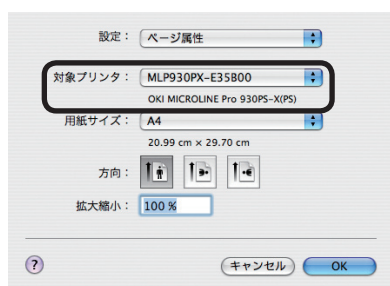 設定： ページ属性
対象プリンタ： MLP930PX-E35B00
OKI MICROLINE Pro 930PS-X(PS)
用紙サイズ： A4
20.99 cm × 29.70 cm
方向：
拡大縮小： 100 %
? キャンセル OK